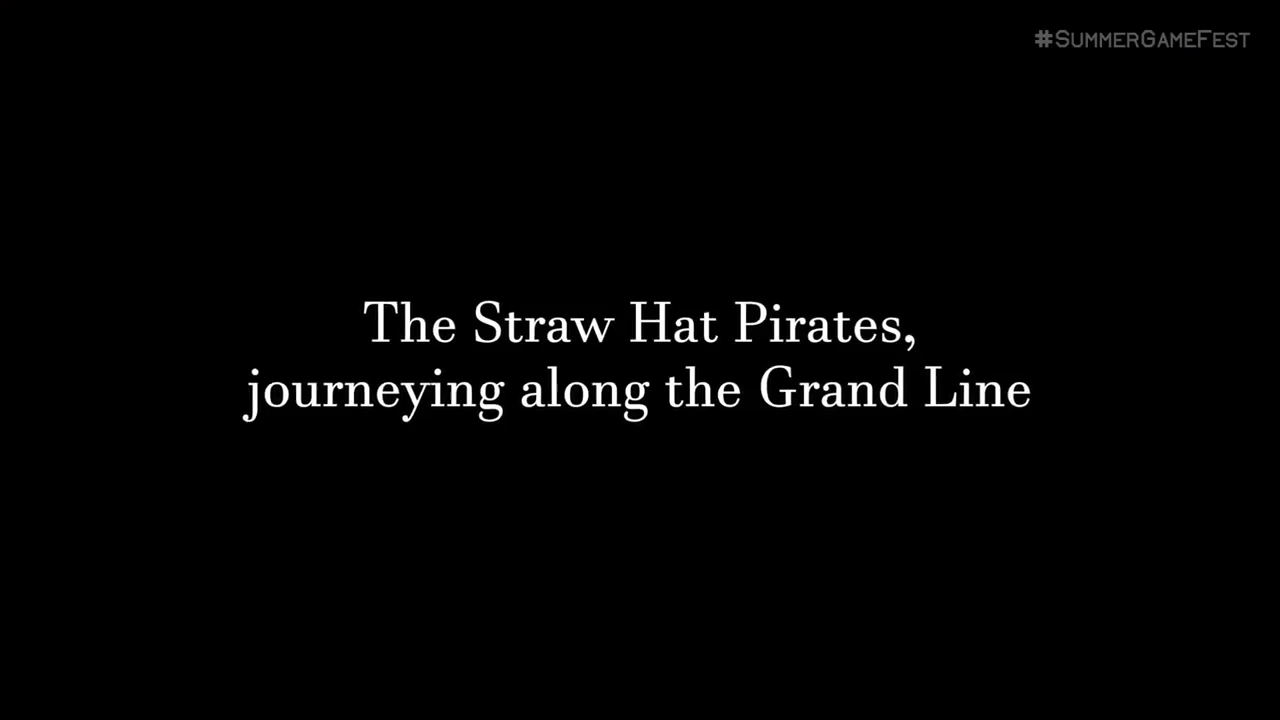 #SUMMERGAMEFEST
The Straw Hat Pirates,
journeying along the Grand Line